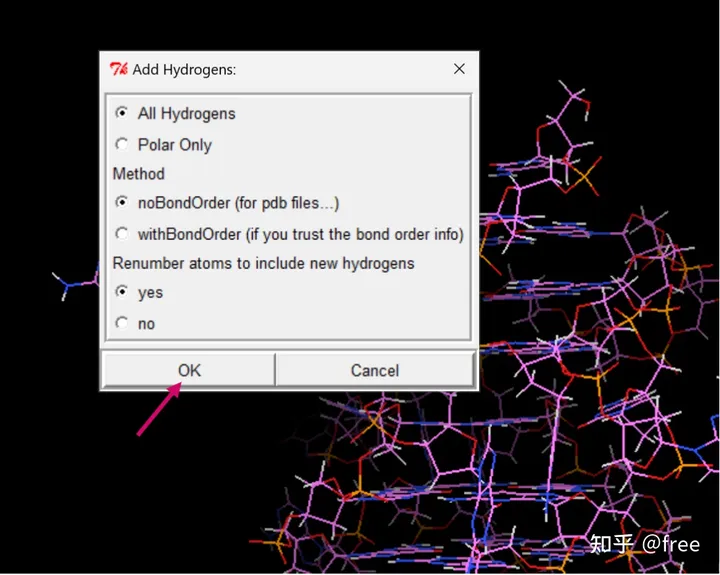 Add Hydrogens:
All Hydrogens
Polar Only
Method
noBondOrder (for pdb files...)
withBondOrder (if you trust the bond order info)
Renumber atoms to include new hydrogens
yes
no
OK Cancel
知乎 @free